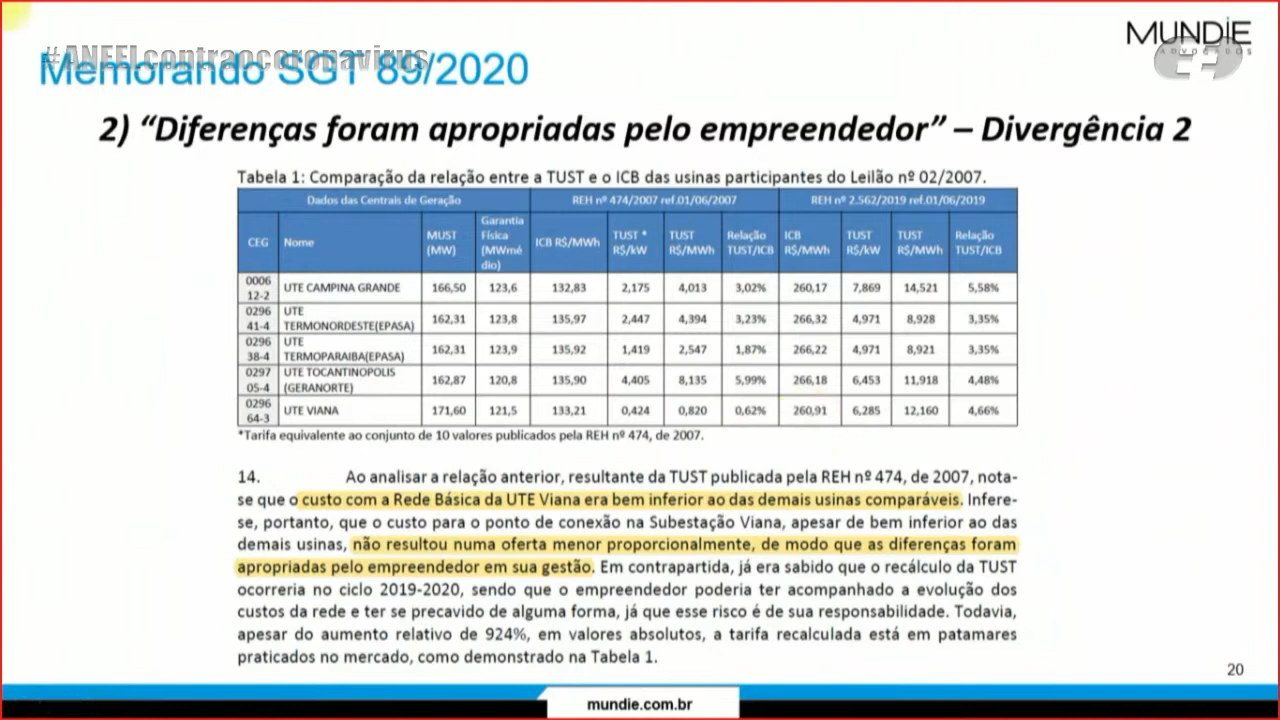 #ANEELcontraocoronavirus
MUNDIE
ADVOGADOS
Memorando SGT 89/2020
2) “Diferenças foram apropriadas pelo empreendedor” – Divergência 2
Tabela 1: Comparação da relação entre a TUST e o ICB das usinas participantes do Leilão nº 02/2007.
Dados das Centrais de Geração REH nº 474/2007 ref.01/06/2007 REH nº 2.562/2019 ref.01/06/2019
CEG Nome MUST (MW) Garantia Física (MWmédio) ICB R$/MWh TUST * R$/kW TUST R$/MWh Relação TUST/ICB ICB R$/MWh TUST R$/kW TUST R$/MWh Relação TUST/ICB
000612-2 UTE CAMPINA GRANDE 166,50 123,6 132,83 2,175 4,013 3,02% 260,17 7,869 14,521 5,58%
029641-4 UTE TERMONORDESTE(EPASA) 162,31 123,8 135,97 2,447 4,394 3,23% 266,32 4,971 8,928 3,35%
029638-4 UTE TERMOPARAIBA(EPASA) 162,31 123,9 135,92 1,419 2,547 1,87% 266,22 4,971 8,921 3,35%
029705-4 UTE TOCANTINOPOLIS (GERANORTE) 162,87 120,8 135,90 4,405 8,135 5,99% 266,18 6,453 11,918 4,48%
029664-3 UTE VIANA 171,60 121,5 133,21 0,424 0,820 0,62% 260,91 6,285 12,160 4,66%
*Tarifa equivalente ao conjunto de 10 valores publicados pela REH nº 474, de 2007.
14. Ao analisar a relação anterior, resultante da TUST publicada pela REH nº 474, de 2007, nota-
se que o custo com a Rede Básica da UTE Viana era bem inferior ao das demais usinas comparáveis. Infere-
se, portanto, que o custo para o ponto de conexão na Subestação Viana, apesar de bem inferior ao das
demais usinas, não resultou numa oferta menor proporcionalmente, de modo que as diferenças foram
apropriadas pelo empreendedor em sua gestão. Em contrapartida, já era sabido que o recálculo da TUST
ocorreria no ciclo 2019-2020, sendo que o empreendedor poderia ter acompanhado a evolução dos
custos da rede e ter se precavido de alguma forma, já que esse risco é de sua responsabilidade. Todavia,
apesar do aumento relativo de 924%, em valores absolutos, a tarifa recalculada está em patamares
praticados no mercado, como demonstrado na Tabela 1.
20
mundie.com.br